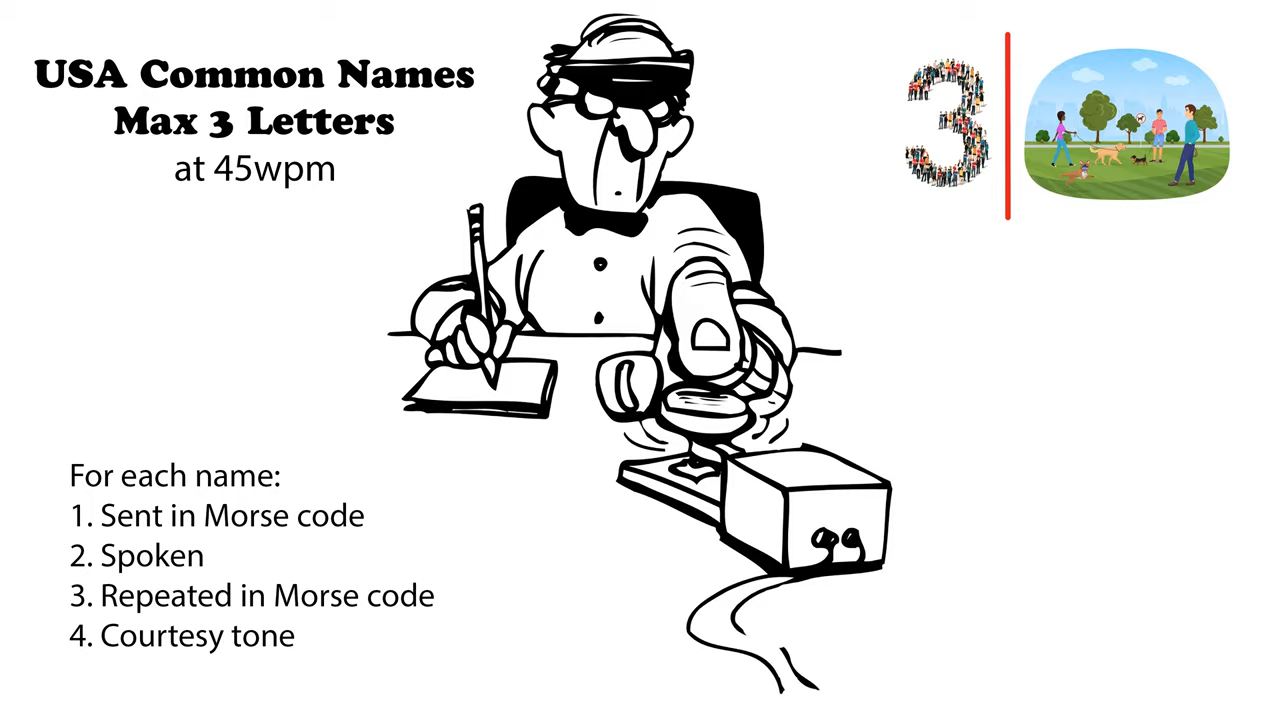 USA Common Names
Max 3 Letters
at 45wpm
3
For each name:
1. Sent in Morse code
2. Spoken
3. Repeated in Morse code
4. Courtesy tone